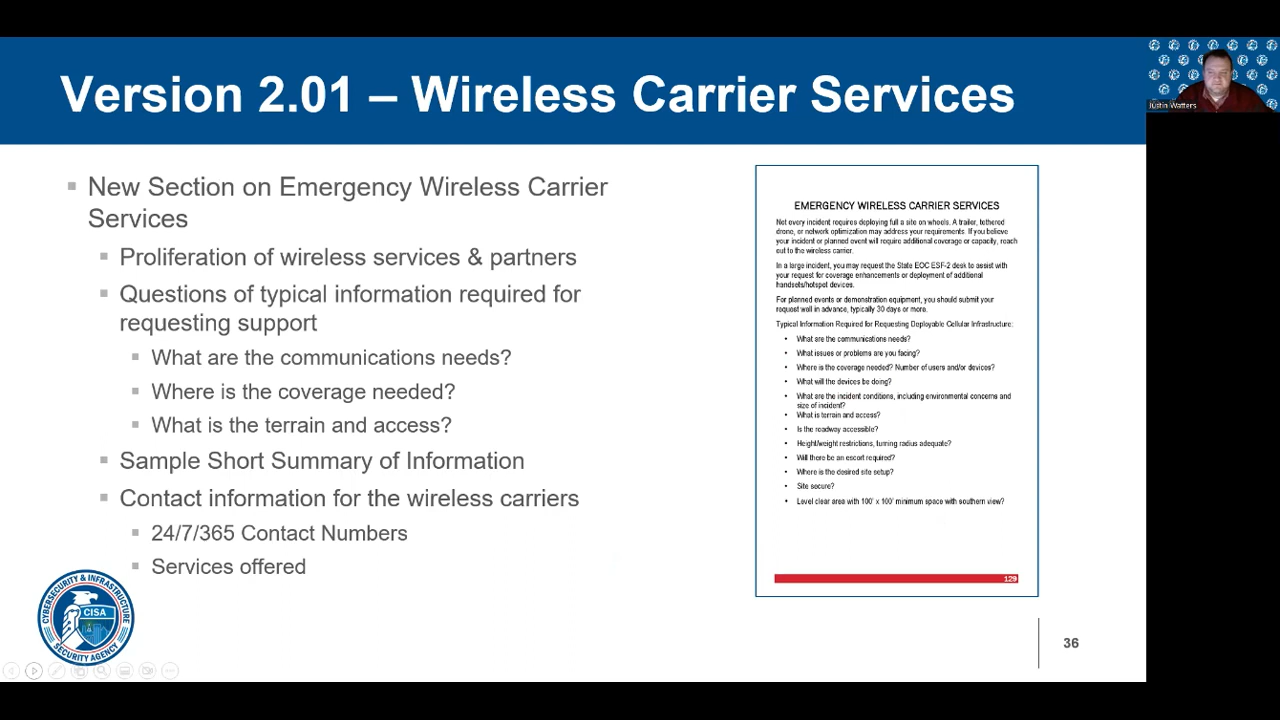 Version 2.01 – Wireless Carrier Services
Justin Watters
New Section on Emergency Wireless Carrier
Services
Proliferation of wireless services & partners
Questions of typical information required for
requesting support
What are the communications needs?
Where is the coverage needed?
What is the terrain and access?
Sample Short Summary of Information
Contact information for the wireless carriers
24/7/365 Contact Numbers
Services offered
EMERGENCY WIRELESS CARRIER SERVICES
Not every incident requires deploying full a site on wheels. A trailer, tethered
drone, or network optimization may address your requirements. If you believe
your incident or planned event will require additional coverage or capacity, reach
out to the wireless carrier.
In a large incident, you may request the State EOC ESF-2 desk to assist with
your request for coverage enhancements or deployment of additional
handsets/hotspot devices.
For planned events or demonstration equipment, you should submit your
request well in advance, typically 30 days or more.
Typical Information Required for Requesting Deployable Cellular Infrastructure:
• What are the communications needs?
• What issues or problems are you facing?
• Where is the coverage needed? Number of users and/or devices?
• What will the devices be doing?
• What are the incident conditions, including environmental concerns and
size of incident?
• What is terrain and access?
• Is the roadway accessible?
• Height/weight restrictions, turning radius adequate?
• Will there be an escort required?
• Where is the desired site setup?
• Site secure?
• Level clear area with 100' x 100' minimum space with southern view?
129
CYBERSECURITY & INFRASTRUCTURE
CISA
SECURITY AGENCY
36